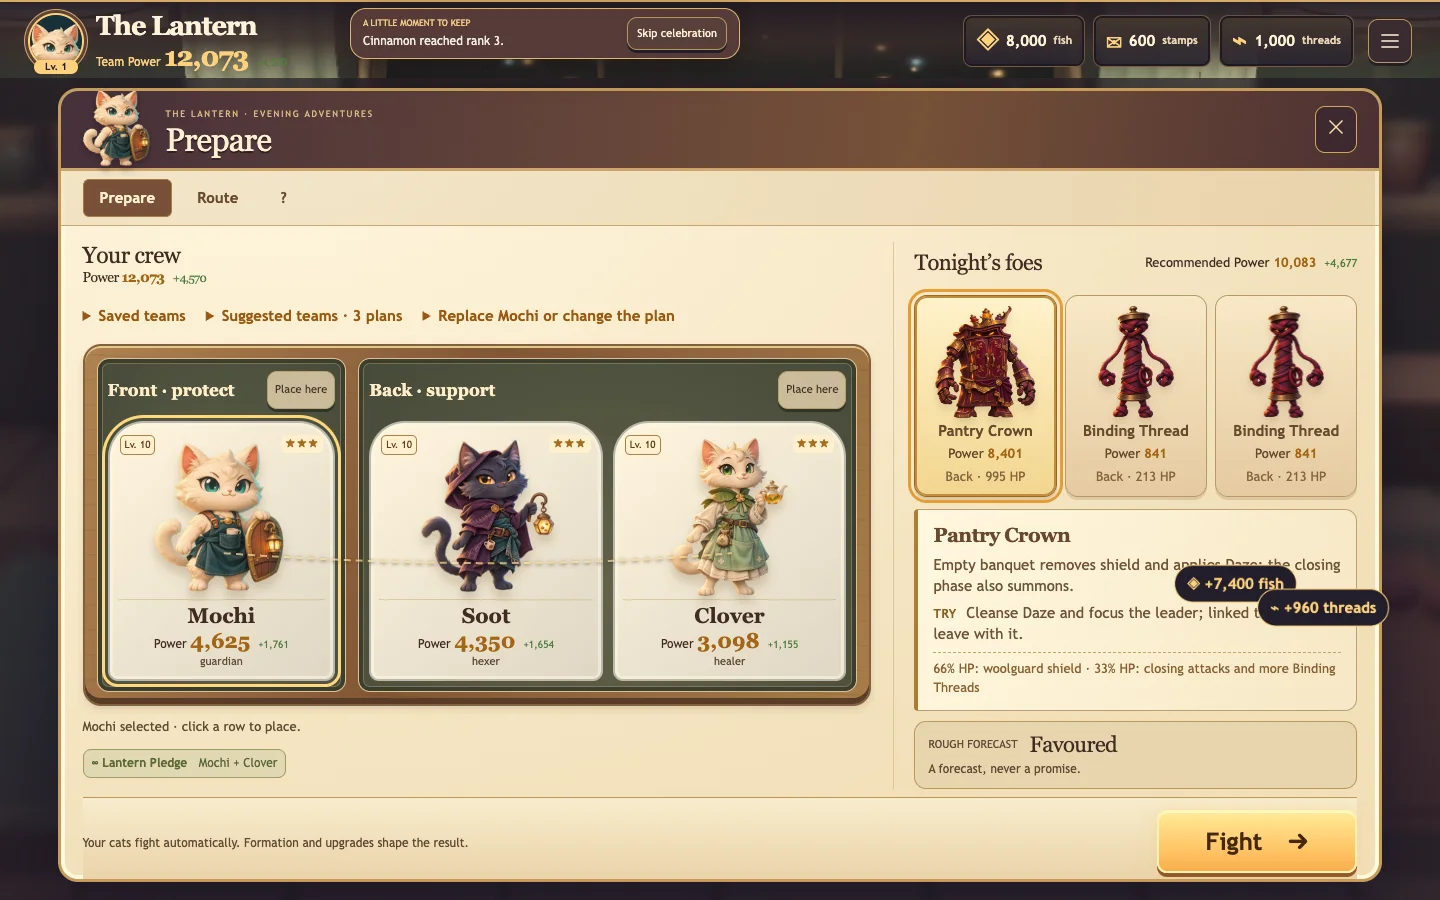 The Lantern
Team Power 12,073
Lv. 1
A LITTLE MOMENT TO KEEP
Cinnamon reached rank 3.
Skip celebration
8,000 fish
600 stamps
1,000 threads
THE LANTERN · EVENING ADVENTURES
Prepare
Prepare
Route
?
Your crew
Power 12,073 +4,570
Saved teams
Suggested teams · 3 plans
Replace Mochi or change the plan
Front · protect
Place here
Back · support
Place here
Lv. 10
Mochi
Power 4,625 +1,761
guardian
Lv. 10
Soot
Power 4,350 +1,654
hexer
Lv. 10
Clover
Power 3,098 +1,155
healer
Mochi selected · click a row to place.
Lantern Pledge Mochi + Clover
Tonight's foes
Recommended Power 10,083 +4,677
Pantry Crown
Power 8,401
Back · 995 HP
Binding Thread
Power 841
Back · 213 HP
Binding Thread
Power 841
Back · 213 HP
Pantry Crown
Empty banquet removes shield and applies Daze; the closing
phase also summons.
+7,400 fish
TRY Cleanse Daze and focus the leader; linked
+960 threads
leave with it.
66% HP: woolguard shield · 33% HP: closing attacks and more Binding
Threads
ROUGH FORECAST Favoured
A forecast, never a promise.
Your cats fight automatically. Formation and upgrades shape the result.
Fight →